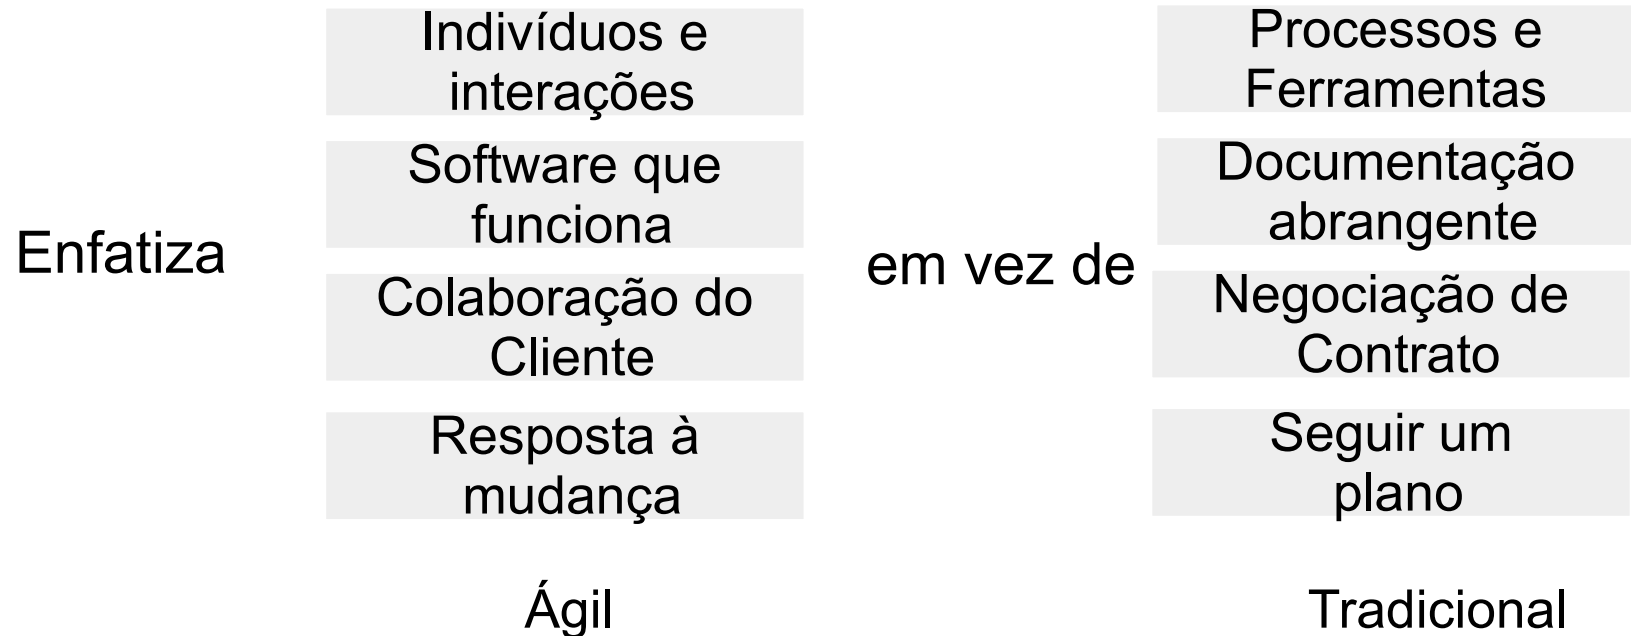 Enfatiza
Indivíduos e
interações
Software que
funciona
Colaboração do
Cliente
Resposta à
mudança
Ágil
em vez de
Processos e
Ferramentas
Documentação
abrangente
Negociação de
Contrato
Seguir um
plano
Tradicional